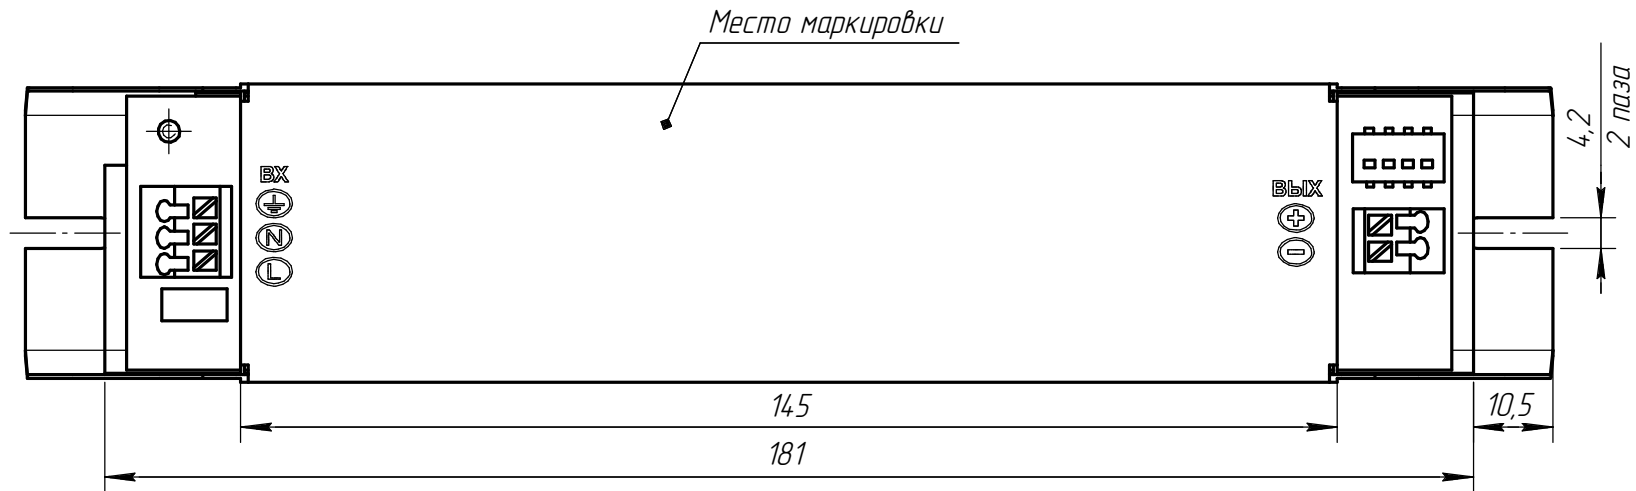 Место маркировки
4,2
2 паза
ВХ
N
L
ВЫХ
+
−
145
10,5
181